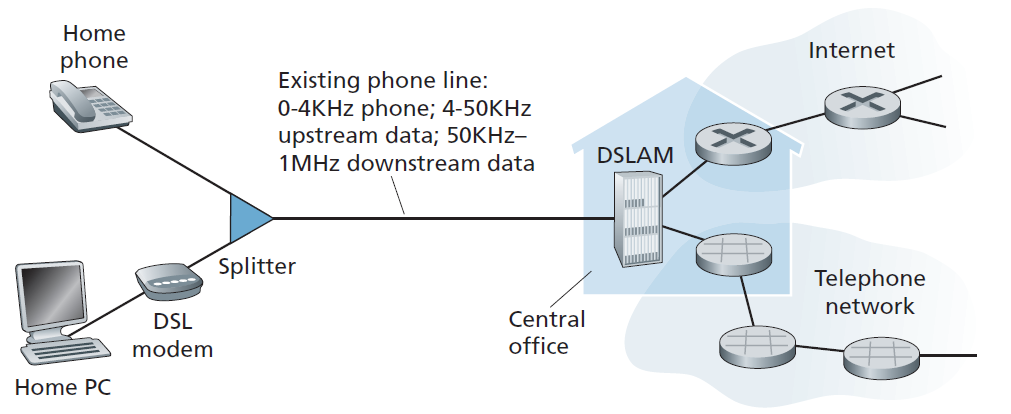 Home
phone
Existing phone line:
0-4KHz phone; 4-50KHz
upstream data; 50KHz–
1MHz downstream data
Internet
DSLAM
Splitter
DSL
modem
Home PC
Central
office
Telephone
network